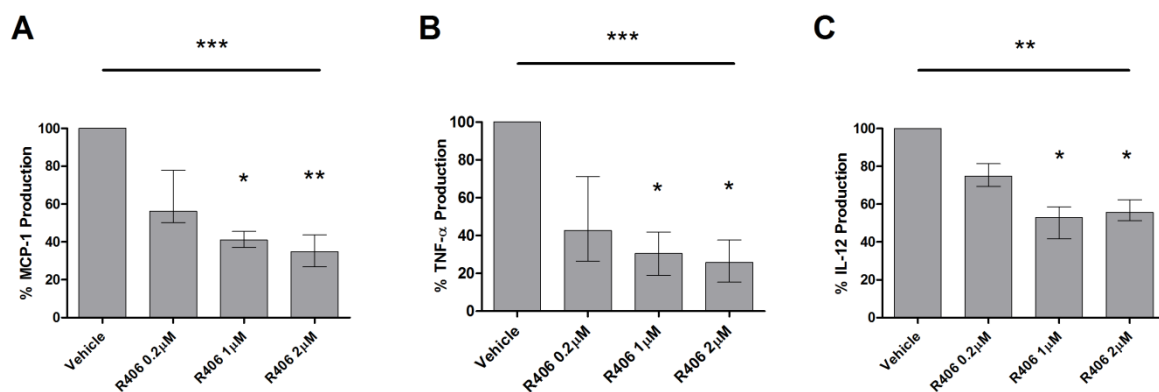 A
***
% MCP-1 Production
100
80
60
40
20
0
*
**
Vehicle
R406 0.2μM
R406 1μM
R406 2μM
B
***
% TNF-α Production
100
80
60
40
20
0
*
*
Vehicle
R406 0.2μM
R406 1μM
R406 2μM
C
**
% IL-12 Production
100
80
60
40
20
0
*
*
Vehicle
R406 0.2μM
R406 1μM
R406 2μM